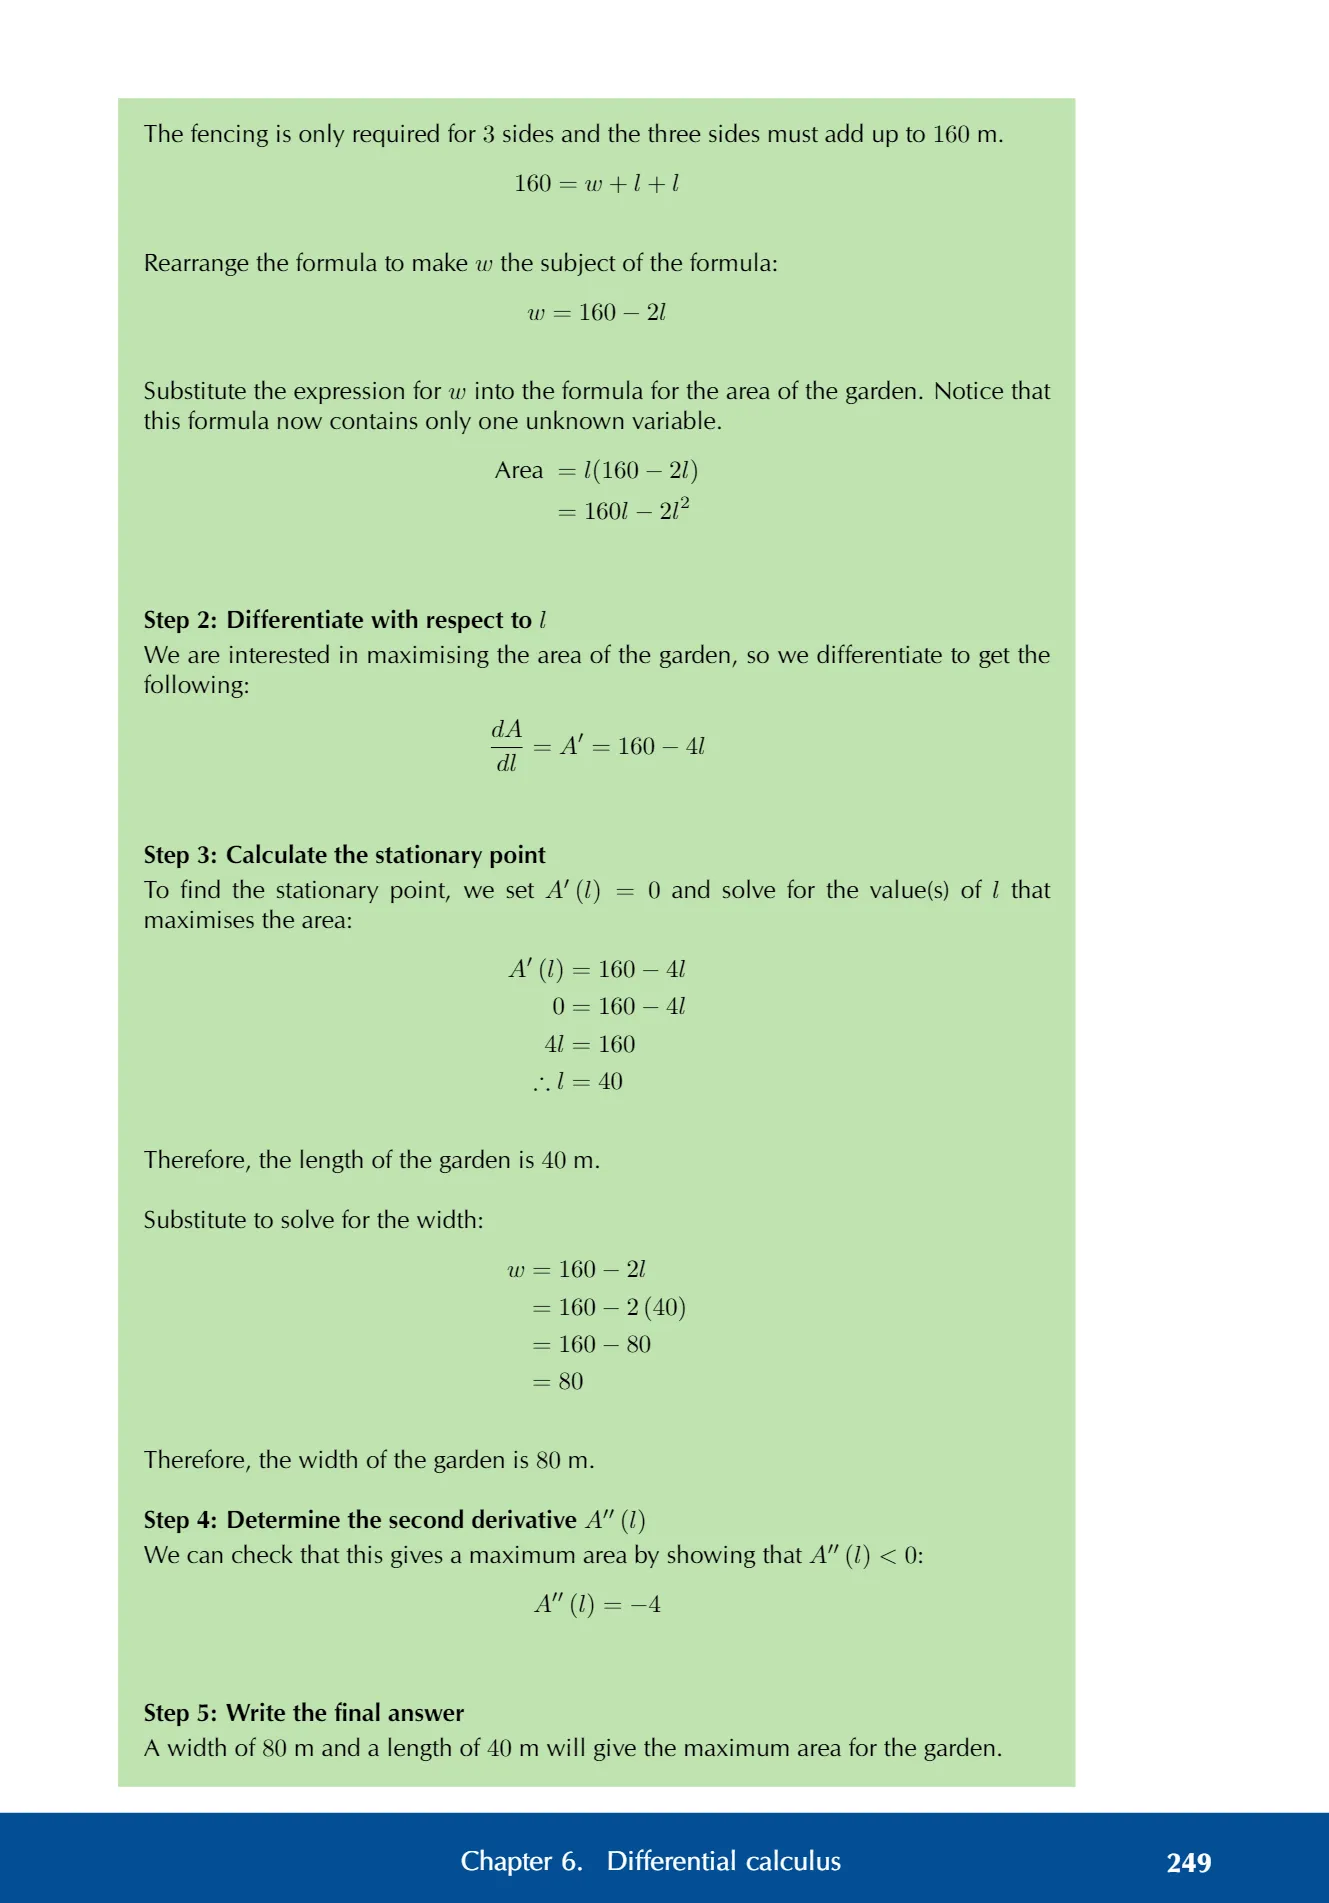 The fencing is only required for 3 sides and the three sides must add up to 160 m.
160 = w + l + l
Rearrange the formula to make w the subject of the formula:
w = 160 − 2l
Substitute the expression for w into the formula for the area of the garden. Notice that
this formula now contains only one unknown variable.
Area = l(160 − 2l)
= 160l − 2l²
Step 2: Differentiate with respect to l
We are interested in maximising the area of the garden, so we differentiate to get the
following:
dA/dl = A′ = 160 − 4l
Step 3: Calculate the stationary point
To find the stationary point, we set A′ (l) = 0 and solve for the value(s) of l that
maximises the area:
A′ (l) = 160 − 4l
0 = 160 − 4l
4l = 160
∴ l = 40
Therefore, the length of the garden is 40 m.
Substitute to solve for the width:
w = 160 − 2l
= 160 − 2 (40)
= 160 − 80
= 80
Therefore, the width of the garden is 80 m.
Step 4: Determine the second derivative A″ (l)
We can check that this gives a maximum area by showing that A″ (l) < 0:
A″ (l) = −4
Step 5: Write the final answer
A width of 80 m and a length of 40 m will give the maximum area for the garden.
Chapter 6. Differential calculus 249